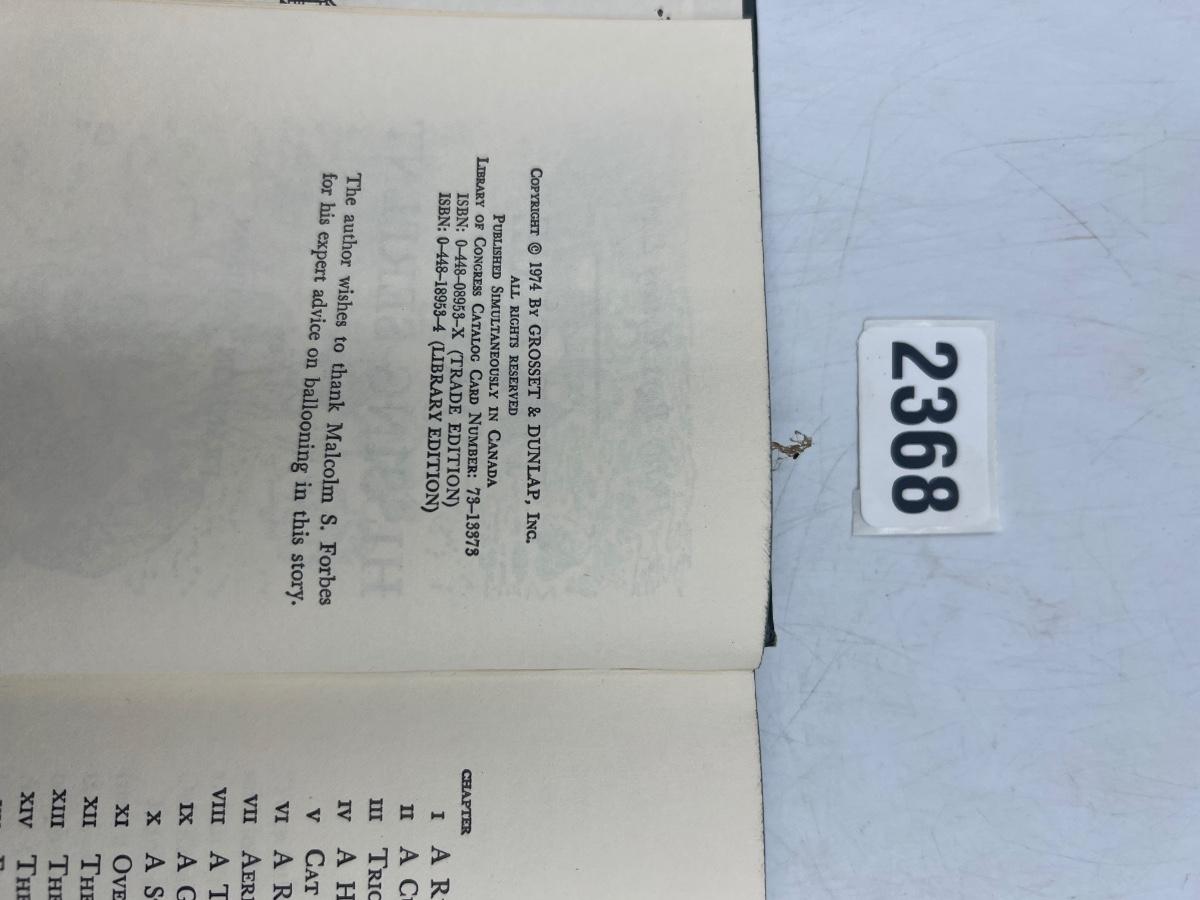 COPYRIGHT © 1974 BY GROSSET & DUNLAP, INC.
ALL RIGHTS RESERVED
PUBLISHED SIMULTANEOUSLY IN CANADA
LIBRARY OF CONGRESS CATALOG CARD NUMBER: 73-13373
ISBN: 0-448-08953-X (TRADE EDITION)
ISBN: 0-448-18953-4 (LIBRARY EDITION)
The author wishes to thank Malcolm S. Forbes
for his expert advice on ballooning in this story.
2368
CHAPTER
I A
II A
III
IV A
V CAT
VI A
VII
VIII A
IX A
X A
XI
XII
XIII
XIV